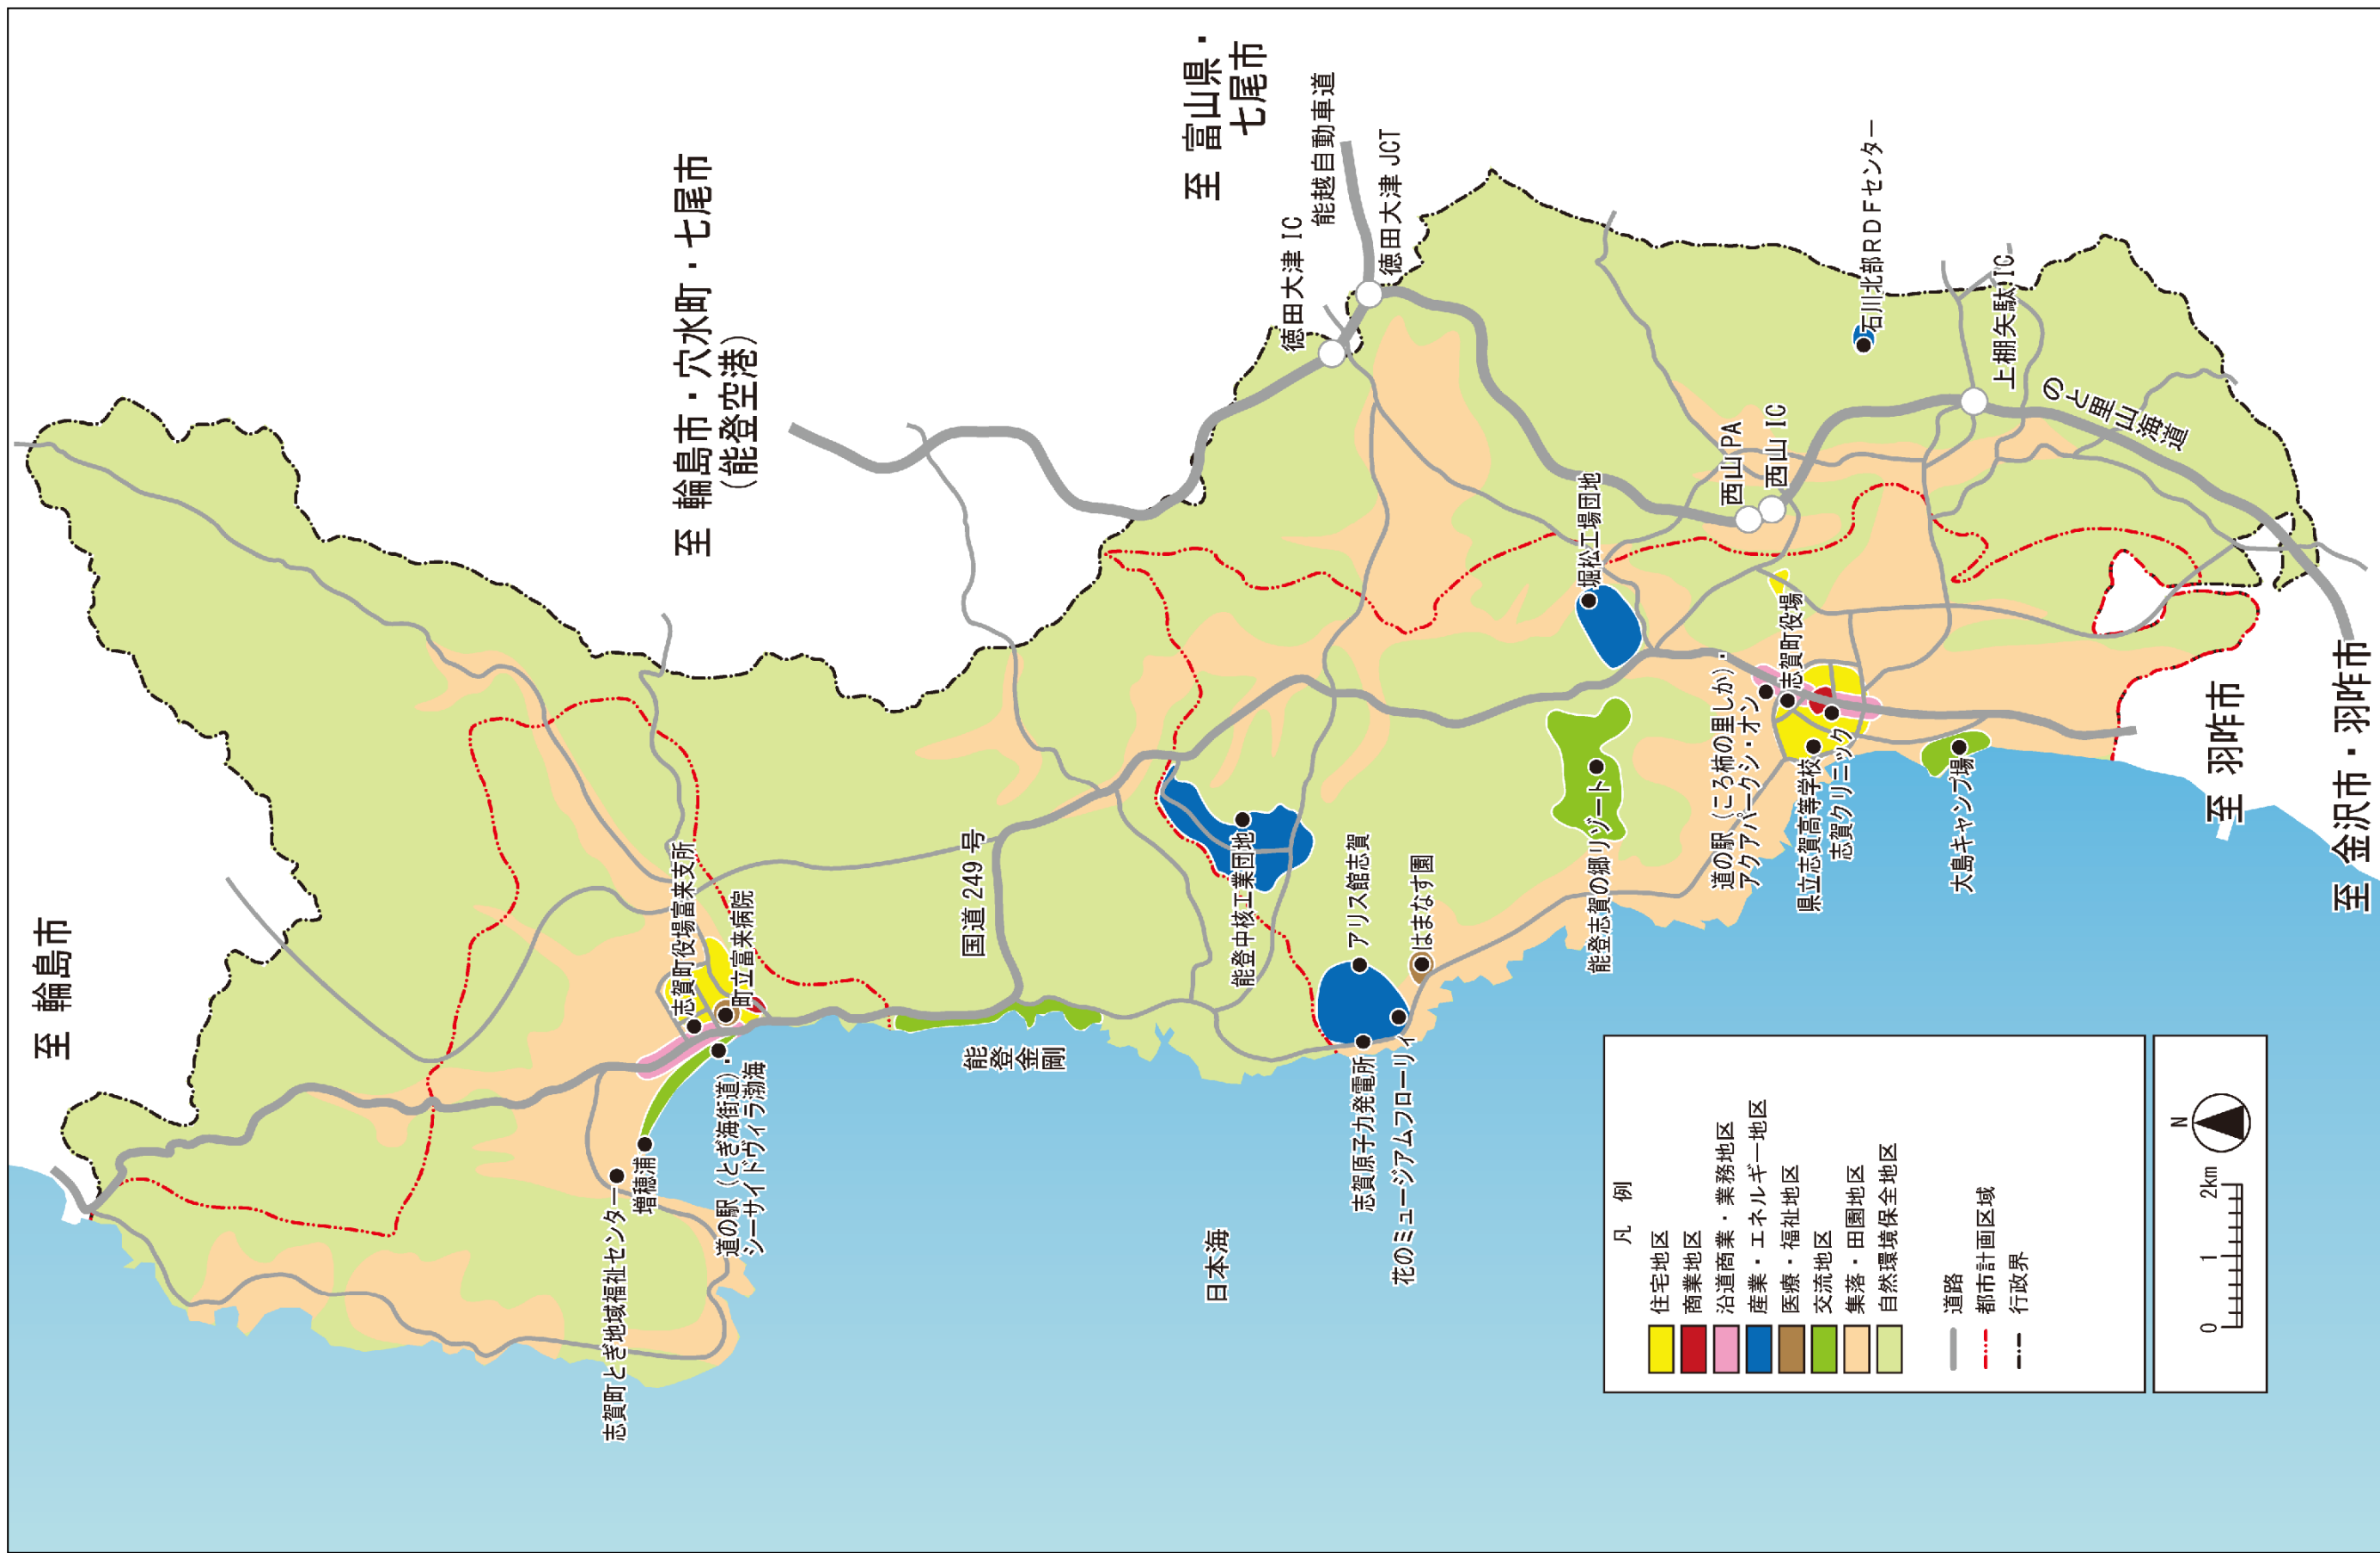 至 輪島市
至 輪島市・穴水町・七尾市
(能登空港)
至 富山県・
七尾市
能越自動車道
徳田大津 JCT
徳田大津 IC
石川北部RDFセンター
上棚矢駄IC
のと里山海道
西山 PA
西山 IC
堀松工場団地
志賀町役場
道の駅(ころ柿の里しか)・
アクアパークシ・オン
県立志賀高等学校
志賀クリニック
大島キャンプ場
能登志賀の郷リゾート
はまなす園
アリス館志賀
能登中核工業団地
国道 249 号
志賀町役場富来支所
町立富来病院
能登金剛
道の駅(とぎ海街道)・
シーサイドヴィラ渤海
増穂浦
志賀町とぎ地域福祉センター
志賀原子力発電所
花のミュージアムフローリィ
日本海
至 羽咋市
至 金沢市・羽咋市
凡 例
住宅地区
商業地区
沿道商業・業務地区
産業・エネルギー地区
医療・福祉地区
交流地区
集落・田園地区
自然環境保全地区
道路
都市計画区域
行政界
N
0 1 2km